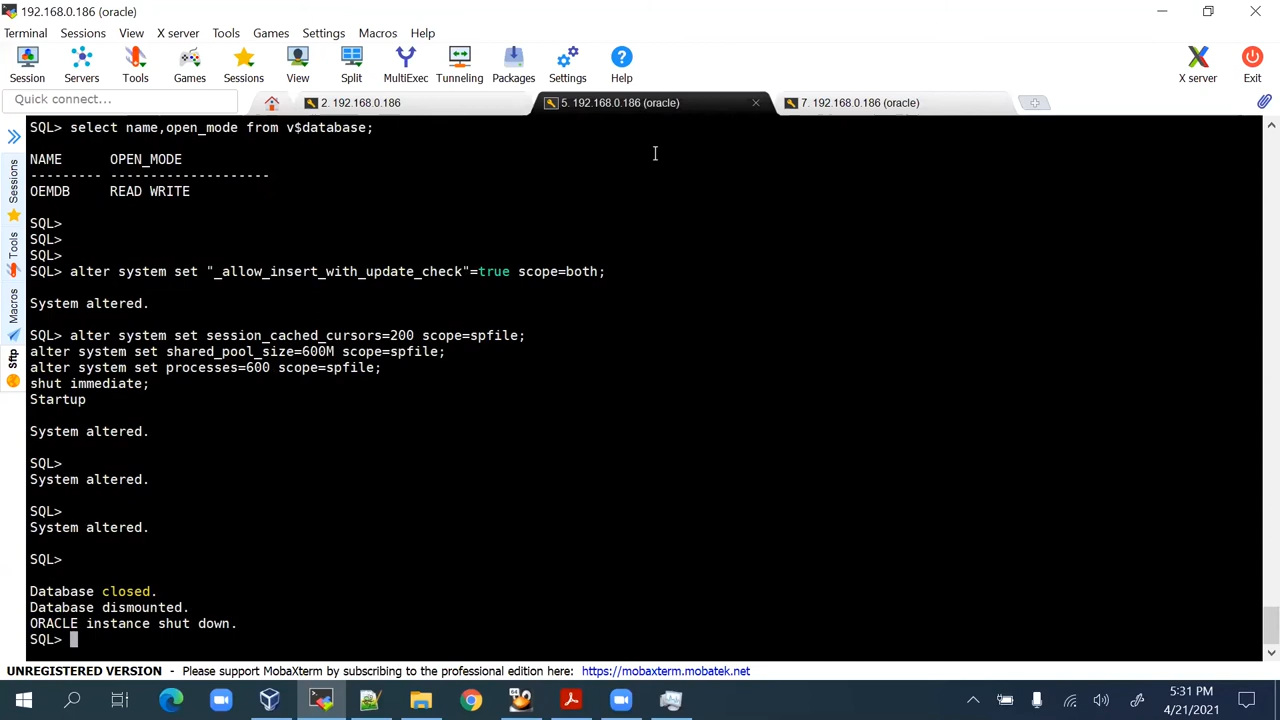 192.168.0.186 (oracle)
Terminal Sessions View X server Tools Games Settings Macros Help
Session Servers Tools Games Sessions View Split MultiExec Tunneling Packages Settings Help X server Exit
Quick connect... 2. 192.168.0.186 5. 192.168.0.186 (oracle) 7. 192.168.0.186 (oracle)
Sessions
Tools
Macros
Sftp
SQL> select name,open_mode from v$database;
NAME OPEN_MODE
--------- --------------------
OEMDB READ WRITE
SQL>
SQL>
SQL>
SQL> alter system set "_allow_insert_with_update_check"=true scope=both;
System altered.
SQL> alter system set session_cached_cursors=200 scope=spfile;
alter system set shared_pool_size=600M scope=spfile;
alter system set processes=600 scope=spfile;
shut immediate;
Startup
System altered.
SQL>
System altered.
SQL>
System altered.
SQL>
Database closed.
Database dismounted.
ORACLE instance shut down.
SQL>
UNREGISTERED VERSION - Please support MobaXterm by subscribing to the professional edition here: https://mobaxterm.mobatek.net
5:31 PM
4/21/2021